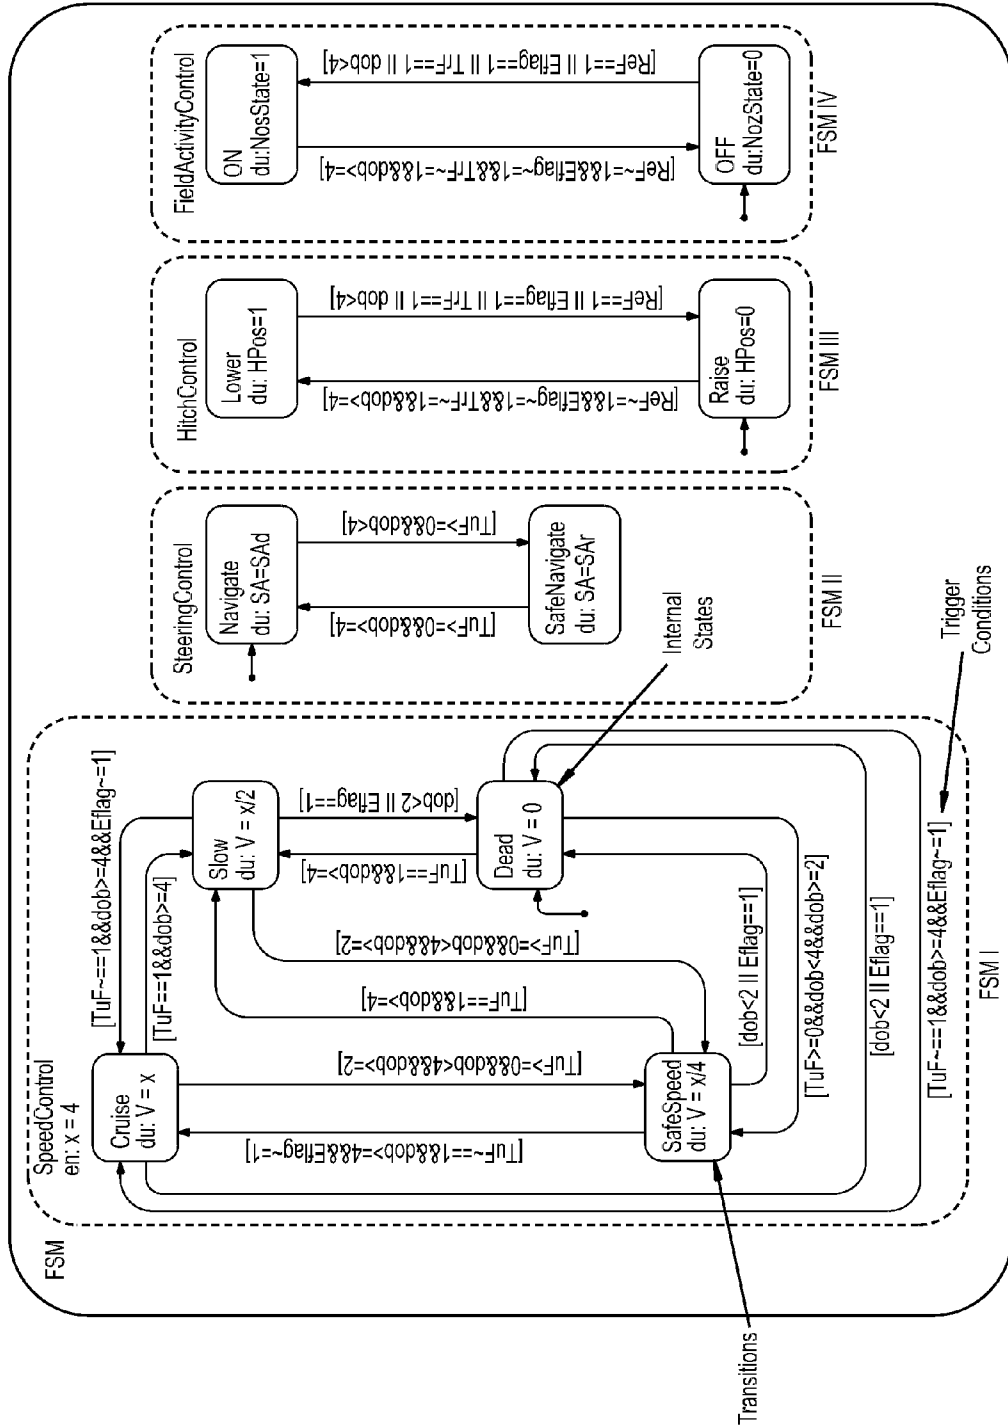 FSM
SpeedControl
en: x = 4
Cruise
du: V = x
[TuF~==1&&dob>=4&&Eflag~=1]
[TuF==1&&dob>=4]
Slow
du: V = x/2
[TuF>=0&&dob<4&&dob>=2]
[TuF~==1&&dob>=4&&Eflag~=1]
[TuF==1&&dob>=4]
[TuF>=0&&dob<4&&dob>=2]
[TuF==1&&dob>=4]
[dob<2 || Eflag==1]
SafeSpeed
du: V = x/4
Dead
du: V = 0
[dob<2 || Eflag==1]
[TuF>=0&&dob<4&&dob>=2]
[dob<2 || Eflag==1]
[TuF~==1&&dob>=4&&Eflag~=1]
FSM I
Transitions
Internal
States
Trigger
Conditions
SteeringControl
Navigate
du: SA=SAd
[TuF>=0&&dob>=4]
[TuF>=0&&dob<4]
SafeNavigate
du: SA=SAr
FSM II
HitchControl
Lower
du: HPos=1
[ReF~=1&&Eflag~=1&&TrF~=1&&dob>=4]
[ReF==1 || Eflag==1 || TrF==1 || dob<4]
Raise
du: HPos=0
FSM III
FieldActivityControl
ON
du:NosState=1
[ReF~=1&&Eflag~=1&&TrF~=1&&dob>=4]
[ReF==1 || Eflag==1 || TrF==1 || dob<4]
OFF
du:NozState=0
FSM IV